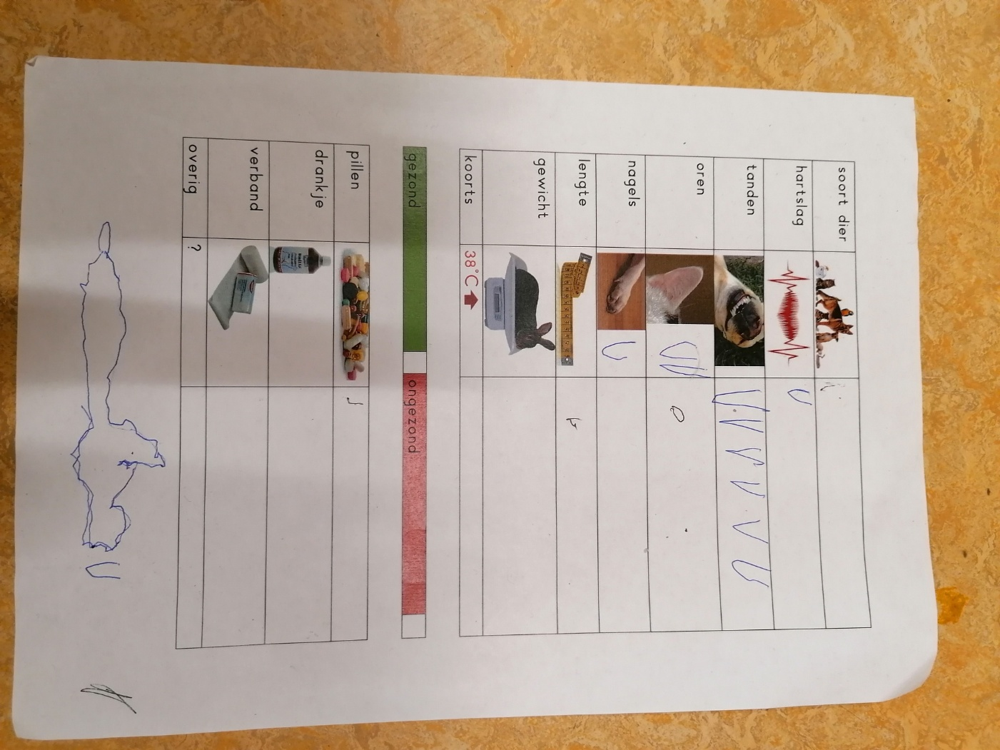 soort dier
hartslag
tanden
oren
nagels
lengte
gewicht
koorts 38°C
gezond ongezond
pillen
drankje
verband
overig ?